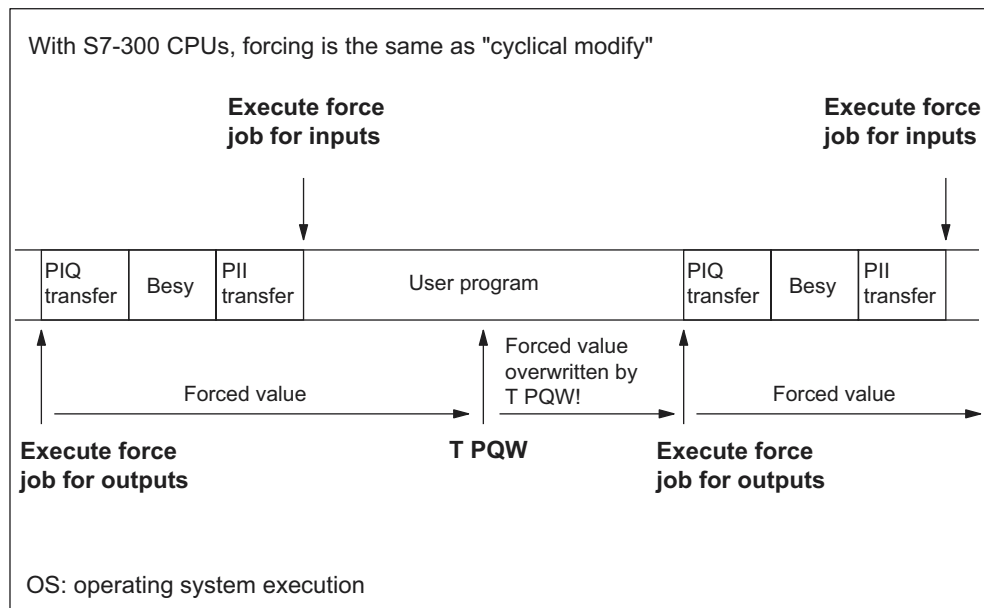 With S7-300 CPUs, forcing is the same as "cyclical modify"
Execute force
job for inputs
Execute force
job for inputs
PIQ
transfer
Besy
PII
transfer
User program
PIQ
transfer
Besy
PII
transfer
Forced value
Forced value
overwritten by
T PQW!
Forced value
Execute force
job for outputs
T PQW
Execute force
job for outputs
OS: operating system execution